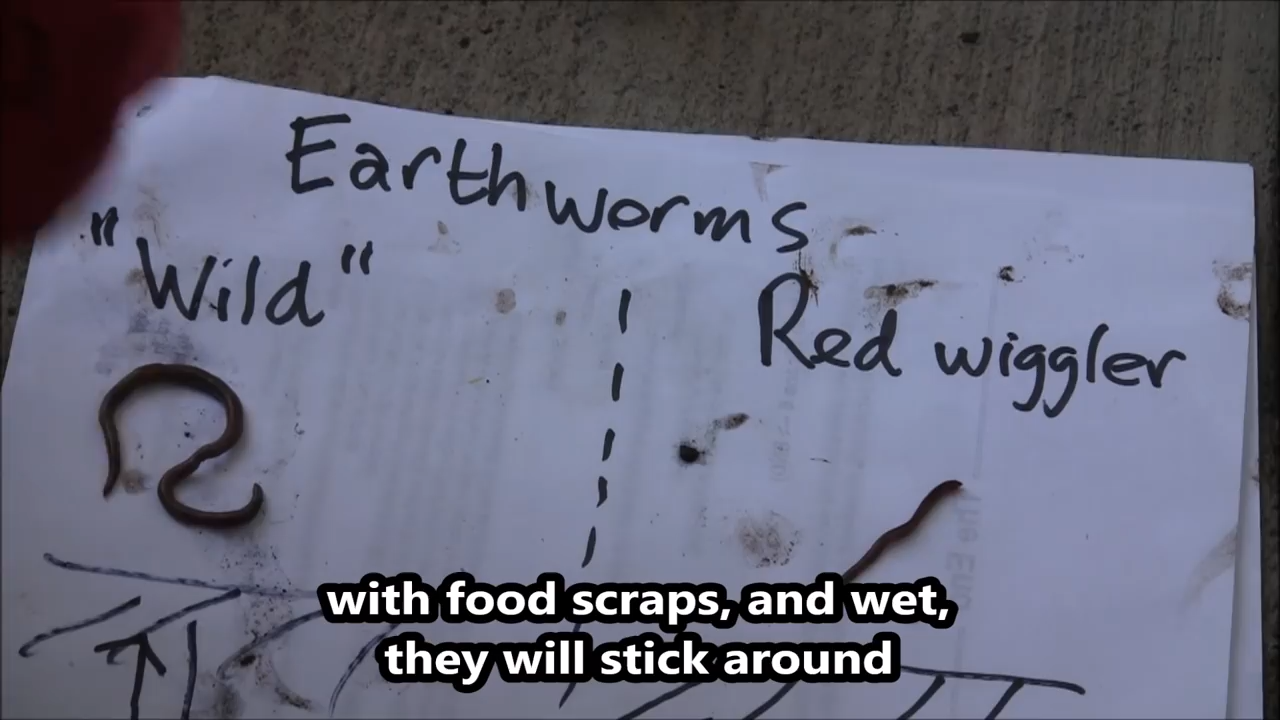 Earthworms
"Wild"
Red wiggler
with food scraps, and wet,
they will stick around